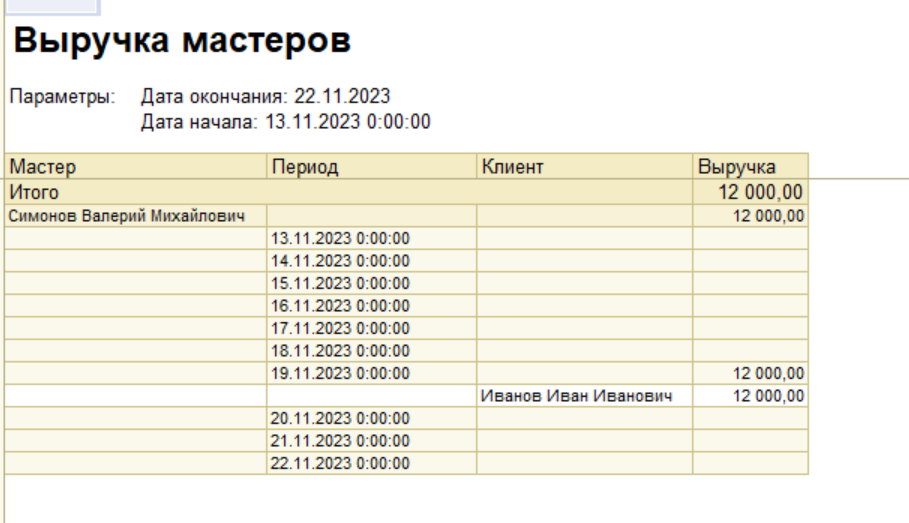 Выручка мастеров
Параметры: Дата окончания: 22.11.2023
Дата начала: 13.11.2023 0:00:00
Мастер Период Клиент Выручка
Итого 12 000,00
Симонов Валерий Михайлович 12 000,00
13.11.2023 0:00:00
14.11.2023 0:00:00
15.11.2023 0:00:00
16.11.2023 0:00:00
17.11.2023 0:00:00
18.11.2023 0:00:00
19.11.2023 0:00:00 12 000,00
Иванов Иван Иванович 12 000,00
20.11.2023 0:00:00
21.11.2023 0:00:00
22.11.2023 0:00:00